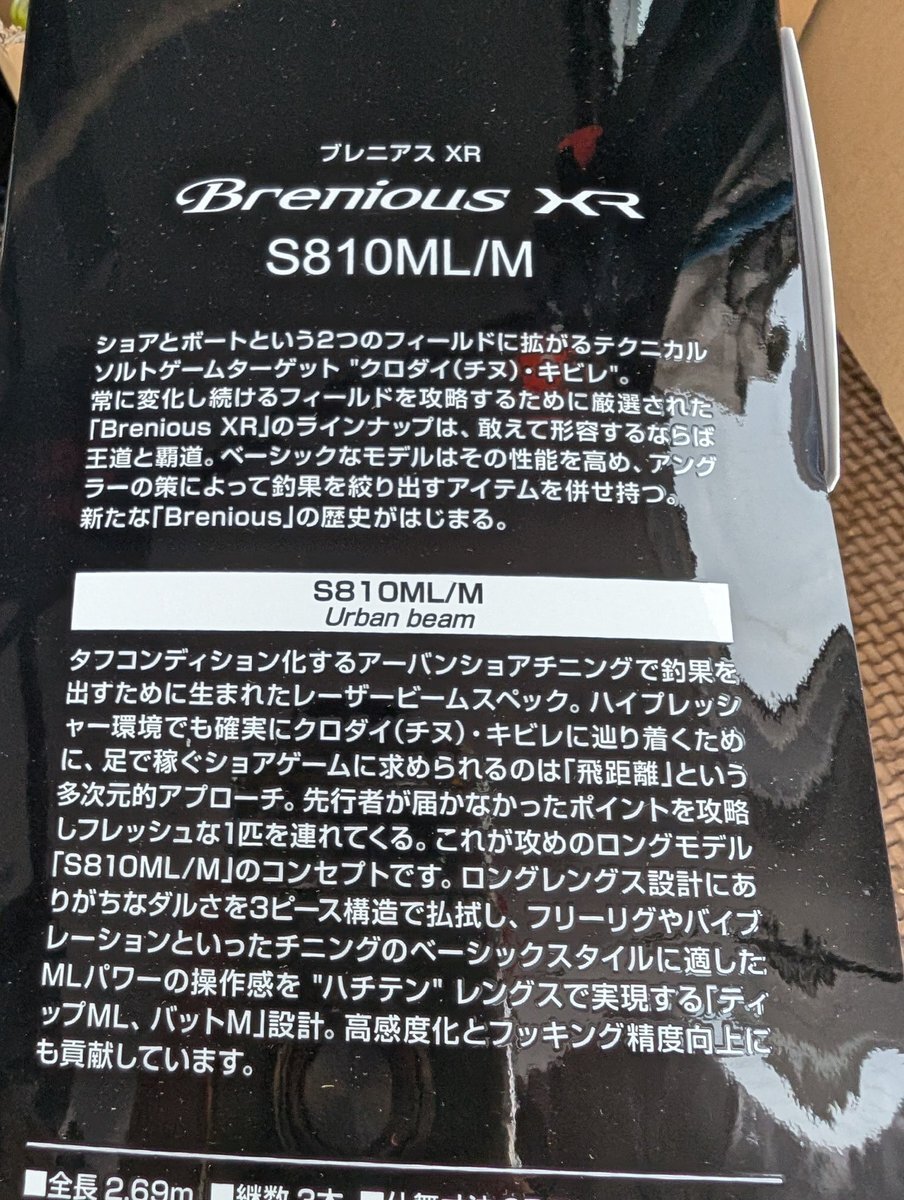 ブレニアス XR
Brenious XR
S810ML/M
ショアとボートという2つのフィールドに拡がるテクニカル
ソルトゲームターゲット "クロダイ(チヌ)・キビレ"。
常に変化し続けるフィールドを攻略するために厳選された
「Brenious XR」のラインナップは、敢えて形容するならば
王道と覇道。ベーシックなモデルはその性能を高め、アング
ラーの策によって釣果を絞り出すアイテムを併せ持つ。
新たな「Brenious」の歴史がはじまる。
S810ML/M
Urban beam
タフコンディション化するアーバンショアチニングで釣果を
出すために生まれたレーザービームスペック。ハイプレッシ
ャー環境でも確実にクロダイ(チヌ)・キビレに辿り着くため
に、足で稼ぐショアゲームに求められるのは「飛距離」という
多次元的アプローチ。先行者が届かなかったポイントを攻略
しフレッシュな1匹を連れてくる。これが攻めのロングモデル
「S810ML/M」のコンセプトです。ロングレングス設計にあ
りがちなダルさを3ピース構造で払拭し、フリーリグやバイブ
レーションといったチニングのベーシックスタイルに適した
MLパワーの操作感を "ハチテン" レングスで実現する「ティ
ップML、バットM」設計。高感度化とフッキング精度向上に
も貢献しています。
■全長 2.69m ■継数 3本